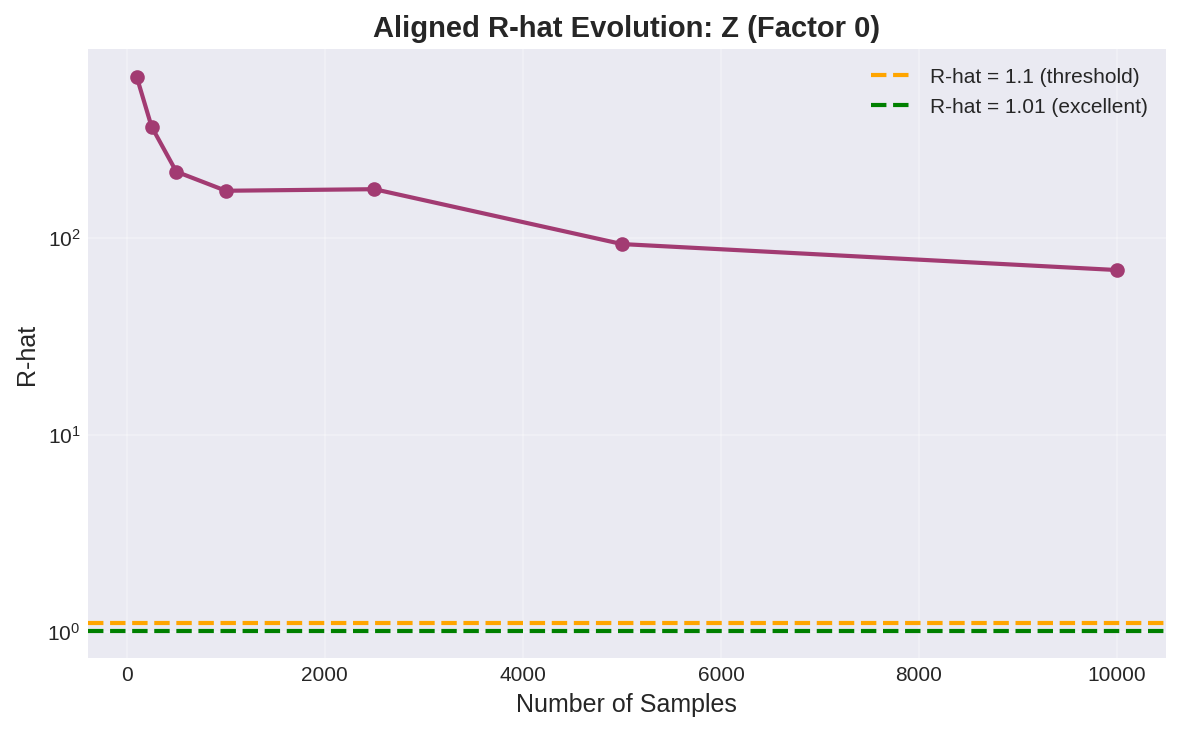 Aligned R-hat Evolution: Z (Factor 0)
R-hat = 1.1 (threshold)
R-hat = 1.01 (excellent)
R-hat
10²
10¹
10⁰
0 2000 4000 6000 8000 10000
Number of Samples